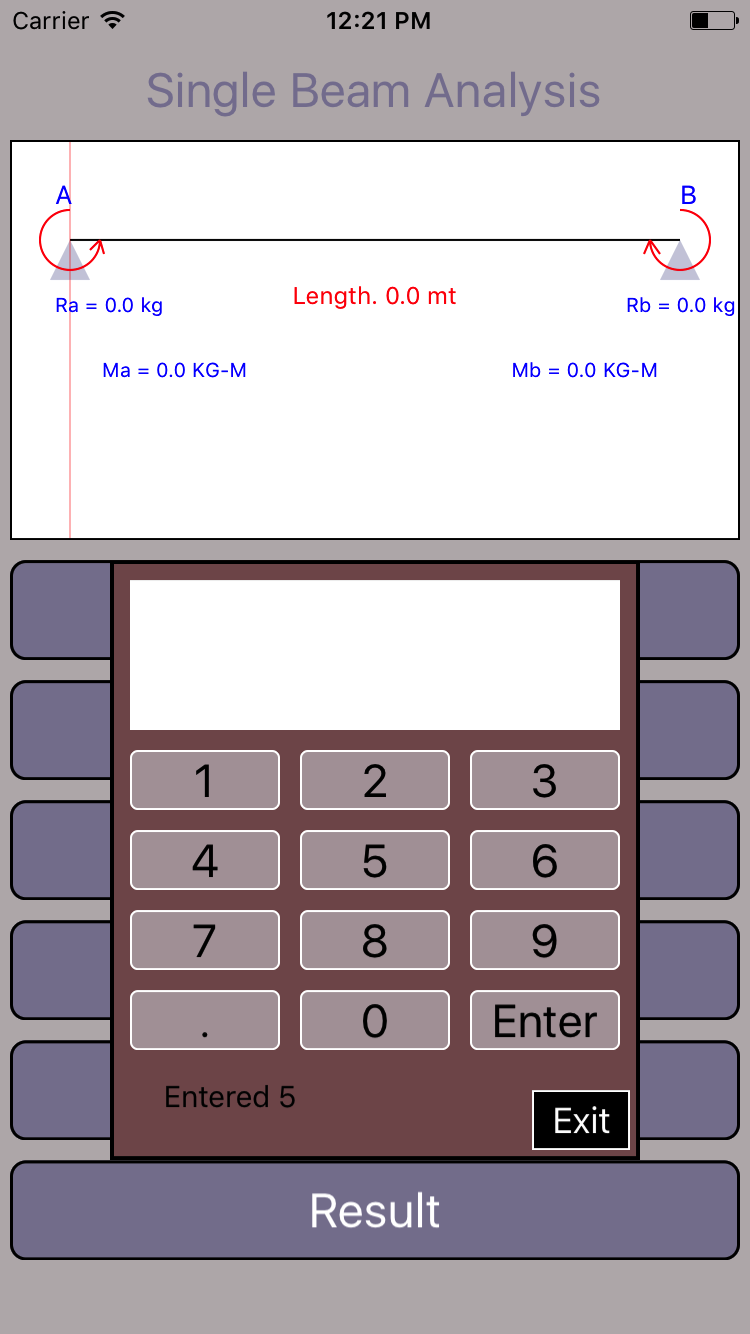 Carrier 12:21 PM
Single Beam Analysis
A B
Length. 0.0 mt
Ra = 0.0 kg Rb = 0.0 kg
Ma = 0.0 KG-M Mb = 0.0 KG-M
1 2 3
4 5 6
7 8 9
. 0 Enter
Entered 5
Exit
Result